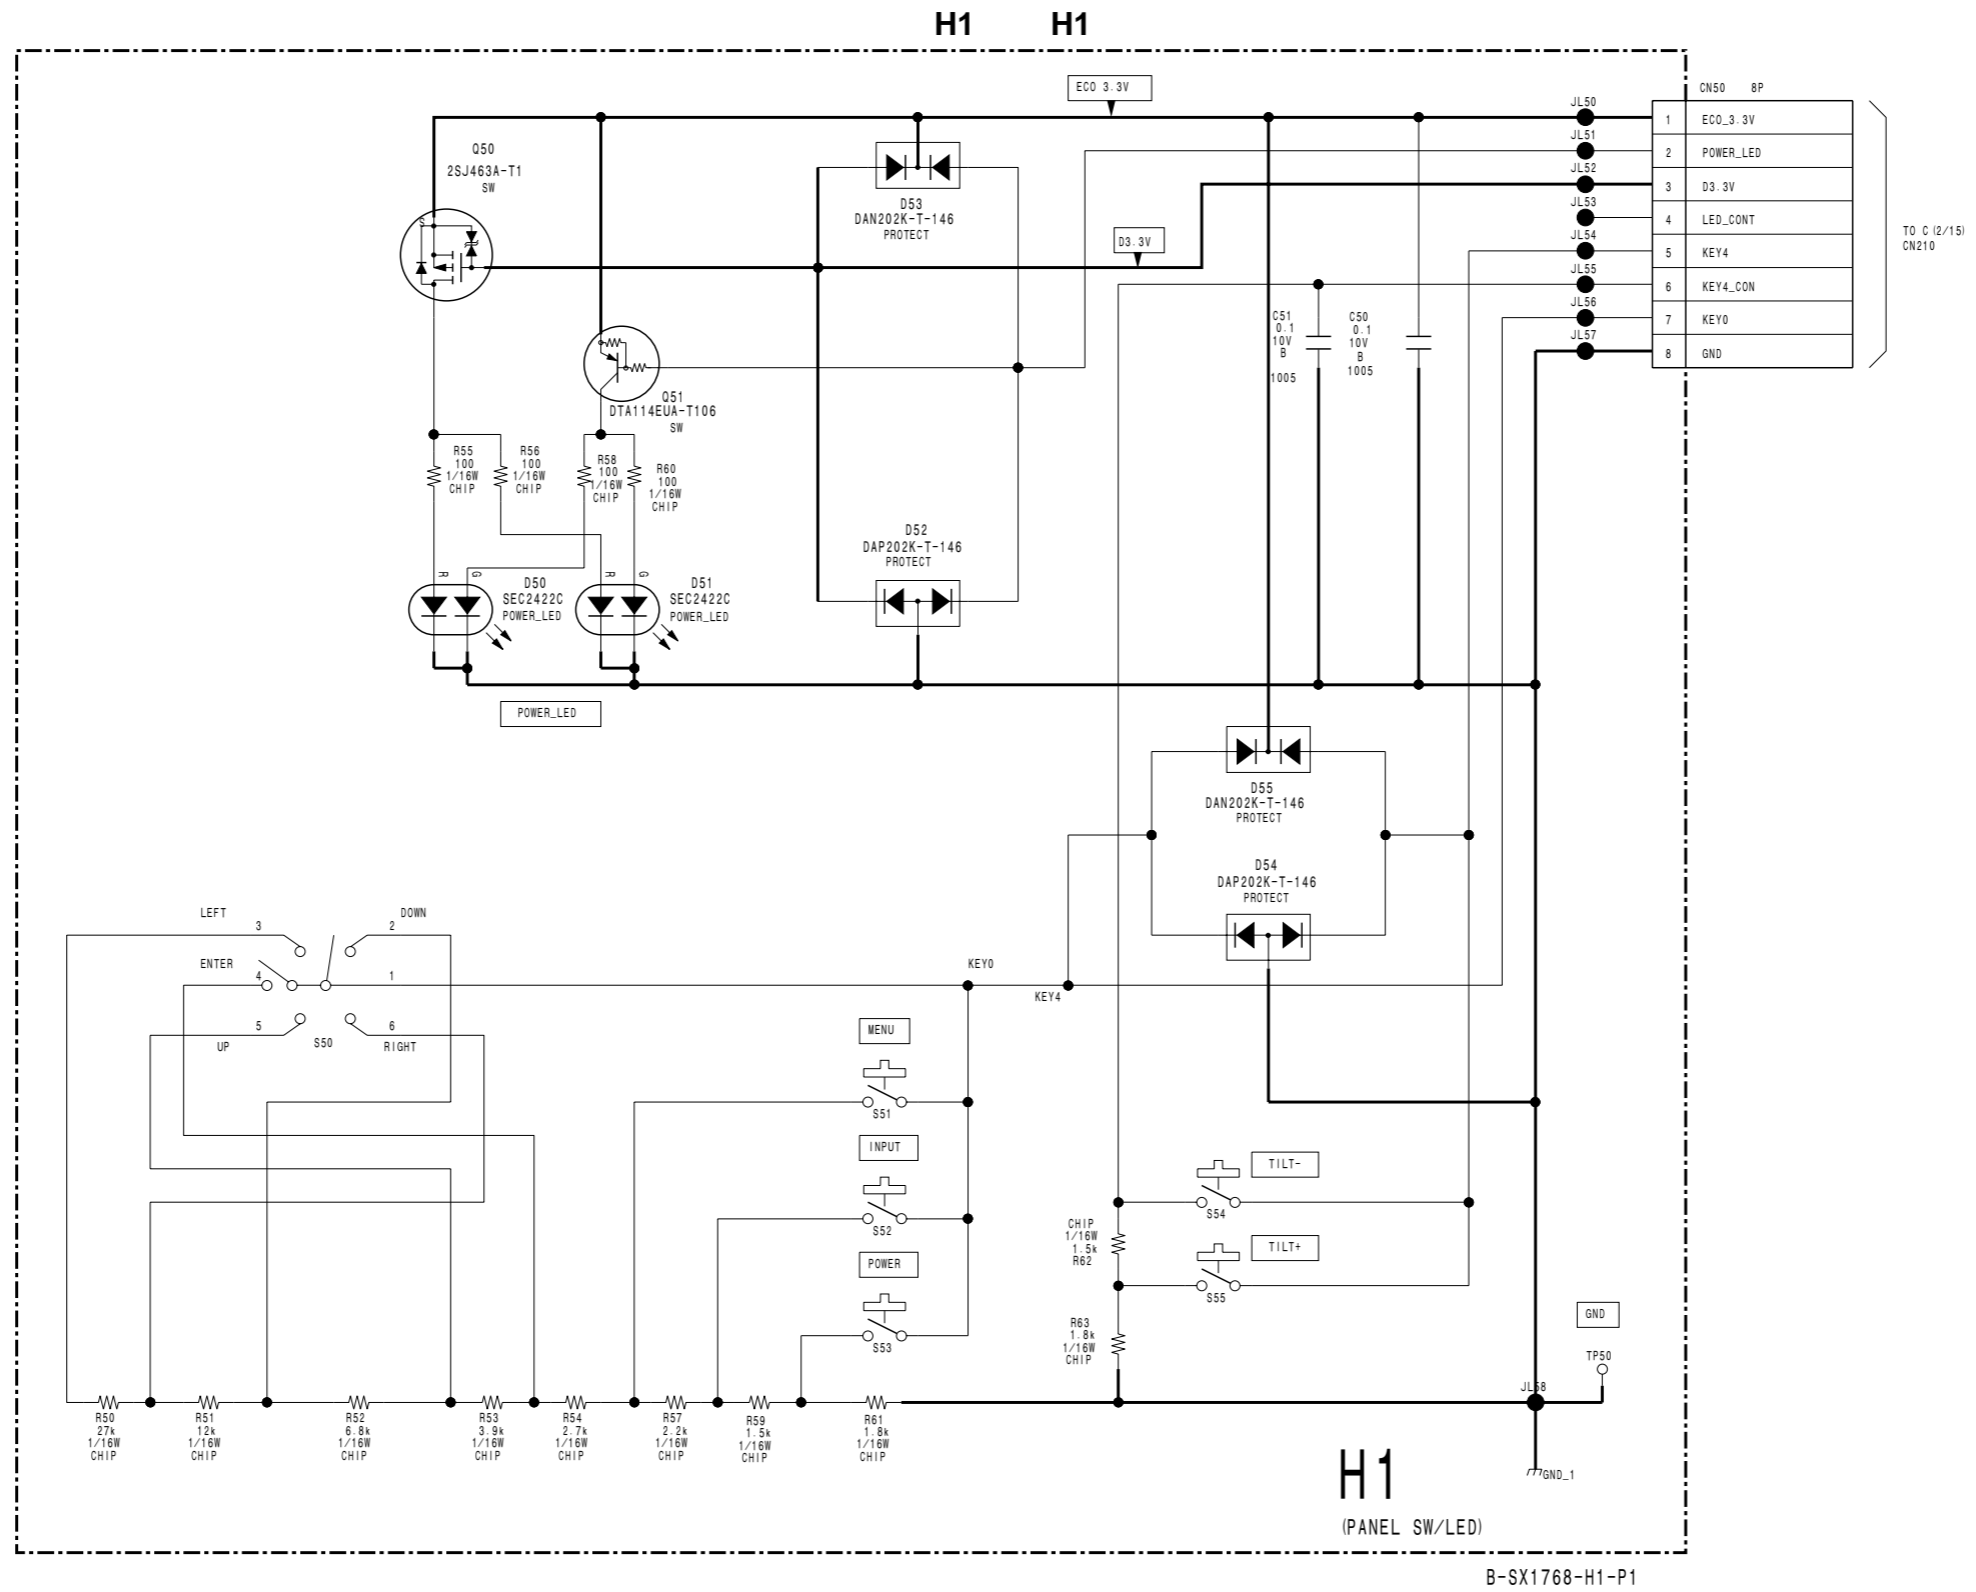 H1 H1
ECO 3.3V
CN50 8P
JL50
1 ECO_3.3V
JL51
2 POWER_LED
JL52
3 D3.3V
JL53
4 LED_CONT
JL54
5 KEY4
JL55
6 KEY4_CON
JL56
7 KEY0
JL57
8 GND
TO C(2/15)
CN210
Q50
2SJ463A-T1
SW
S
D53
DAN202K-T-146
PROTECT
D3.3V
C51
0.1
10V
B
1005
C50
0.1
10V
B
1005
Q51
DTA114EUA-T106
SW
R55
100
1/16W
CHIP
R56
100
1/16W
CHIP
R58
100
1/16W
CHIP
R60
100
1/16W
CHIP
D52
DAP202K-T-146
PROTECT
R G
D50
SEC2422C
POWER_LED
R G
D51
SEC2422C
POWER_LED
POWER_LED
D55
DAN202K-T-146
PROTECT
D54
DAP202K-T-146
PROTECT
LEFT
3
DOWN
2
ENTER
4
1
5
UP
S50
6
RIGHT
KEY0
KEY4
MENU
S51
INPUT
S52
POWER
S53
TILT-
S54
CHIP
1/16W
1.5k
R62
TILT+
S55
R63
1.8k
1/16W
CHIP
GND
TP50
JL58
R50
27k
1/16W
CHIP
R51
12k
1/16W
CHIP
R52
6.8k
1/16W
CHIP
R53
3.9k
1/16W
CHIP
R54
2.7k
1/16W
CHIP
R57
2.2k
1/16W
CHIP
R59
1.5k
1/16W
CHIP
R61
1.8k
1/16W
CHIP
GND_1
H1
(PANEL SW/LED)
B-SX1768-H1-P1